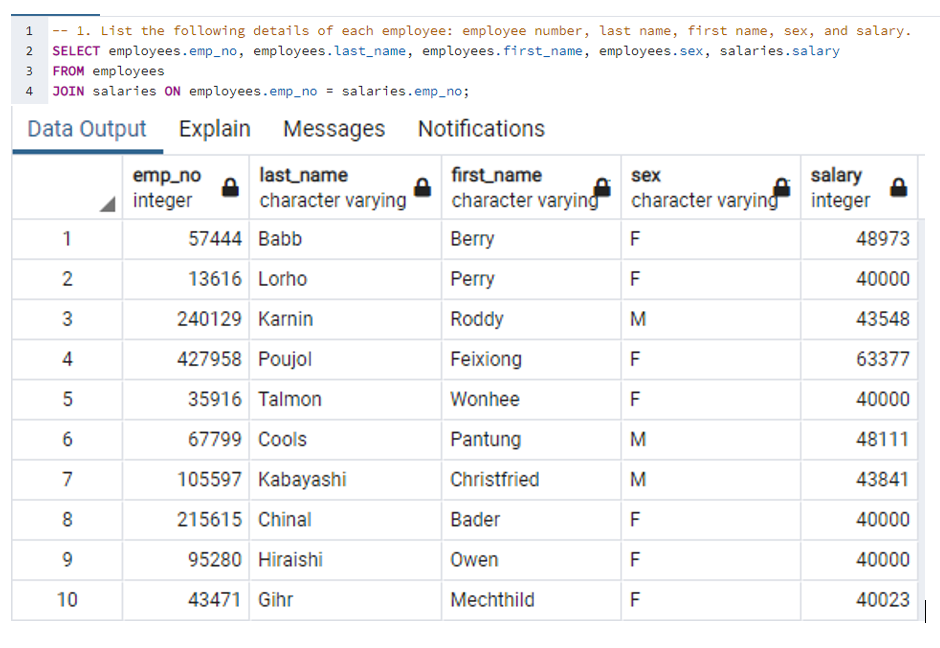 1 -- 1. List the following details of each employee: employee number, last name, first name, sex, and salary.
2 SELECT employees.emp_no, employees.last_name, employees.first_name, employees.sex, salaries.salary
3 FROM employees
4 JOIN salaries ON employees.emp_no = salaries.emp_no;
Data Output Explain Messages Notifications
emp_no last_name first_name sex salary
integer character varying character varying character varying integer
1 57444 Babb Berry F 48973
2 13616 Lorho Perry F 40000
3 240129 Karnin Roddy M 43548
4 427958 Poujol Feixiong F 63377
5 35916 Talmon Wonhee F 40000
6 67799 Cools Pantung M 48111
7 105597 Kabayashi Christfried M 43841
8 215615 Chinal Bader F 40000
9 95280 Hiraishi Owen F 40000
10 43471 Gihr Mechthild F 40023